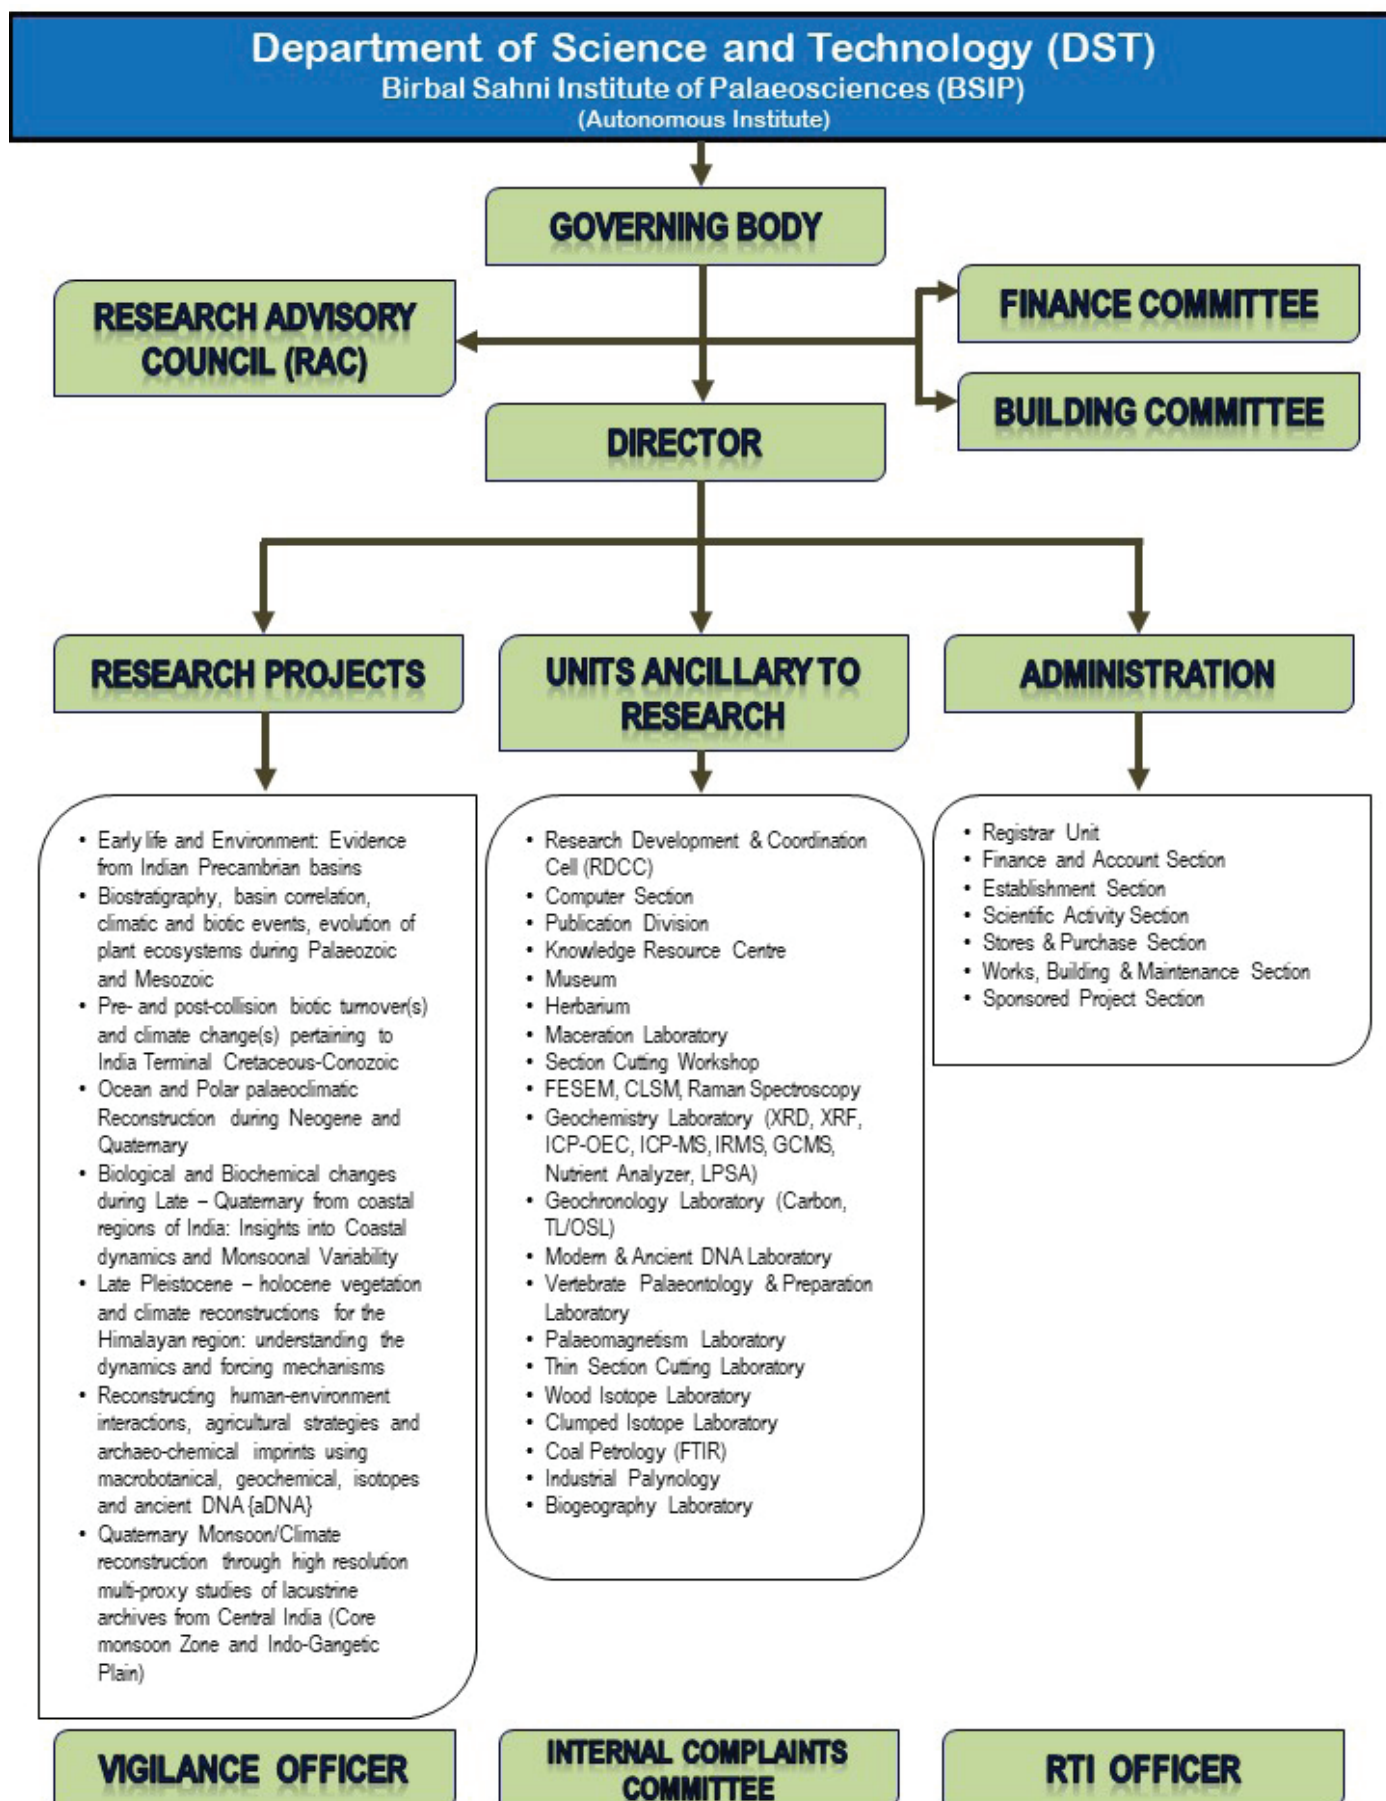 Department of Science and Technology (DST)
Birbal Sahni Institute of Palaeosciences (BSIP)
(Autonomous Institute)
GOVERNING BODY
RESEARCH ADVISORY
COUNCIL (RAC)
FINANCE COMMITTEE
BUILDING COMMITTEE
DIRECTOR
RESEARCH PROJECTS
UNITS ANCILLARY TO
RESEARCH
ADMINISTRATION
• Early life and Environment: Evidence
from Indian Precambrian basins
• Biostratigraphy, basin correlation,
climatic and biotic events, evolution of
plant ecosystems during Palaeozoic
and Mesozoic
• Pre- and post-collision biotic turnover(s)
and climate change(s) pertaining to
India Terminal Cretaceous-Conozoic
• Ocean and Polar palaeoclimatic
Reconstruction during Neogene and
Quaternary
• Biological and Biochemical changes
during Late – Quaternary from coastal
regions of India: Insights into Coastal
dynamics and Monsoonal Variability
• Late Pleistocene – holocene vegetation
and climate reconstructions for the
Himalayan region: understanding the
dynamics and forcing mechanisms
• Reconstructing human-environment
interactions, agricultural strategies and
archaeo-chemical imprints using
macrobotanical, geochemical, isotopes
and ancient DNA {aDNA}
• Quaternary Monsoon/Climate
reconstruction through high resolution
multi-proxy studies of lacustrine
archives from Central India (Core
monsoon Zone and Indo-Gangetic
Plain)
• Research Development & Coordination
Cell (RDCC)
• Computer Section
• Publication Division
• Knowledge Resource Centre
• Museum
• Herbarium
• Maceration Laboratory
• Section Cutting Workshop
• FESEM, CLSM, Raman Spectroscopy
• Geochemistry Laboratory (XRD, XRF,
ICP-OEC, ICP-MS, IRMS, GCMS,
Nutrient Analyzer, LPSA)
• Geochronology Laboratory (Carbon,
TL/OSL)
• Modern & Ancient DNA Laboratory
• Vertebrate Palaeontology & Preparation
Laboratory
• Palaeomagnetism Laboratory
• Thin Section Cutting Laboratory
• Wood Isotope Laboratory
• Clumped Isotope Laboratory
• Coal Petrology (FTIR)
• Industrial Palynology
• Biogeography Laboratory
• Registrar Unit
• Finance and Account Section
• Establishment Section
• Scientific Activity Section
• Stores & Purchase Section
• Works, Building & Maintenance Section
• Sponsored Project Section
VIGILANCE OFFICER
INTERNAL COMPLAINTS
COMMITTEE
RTI OFFICER